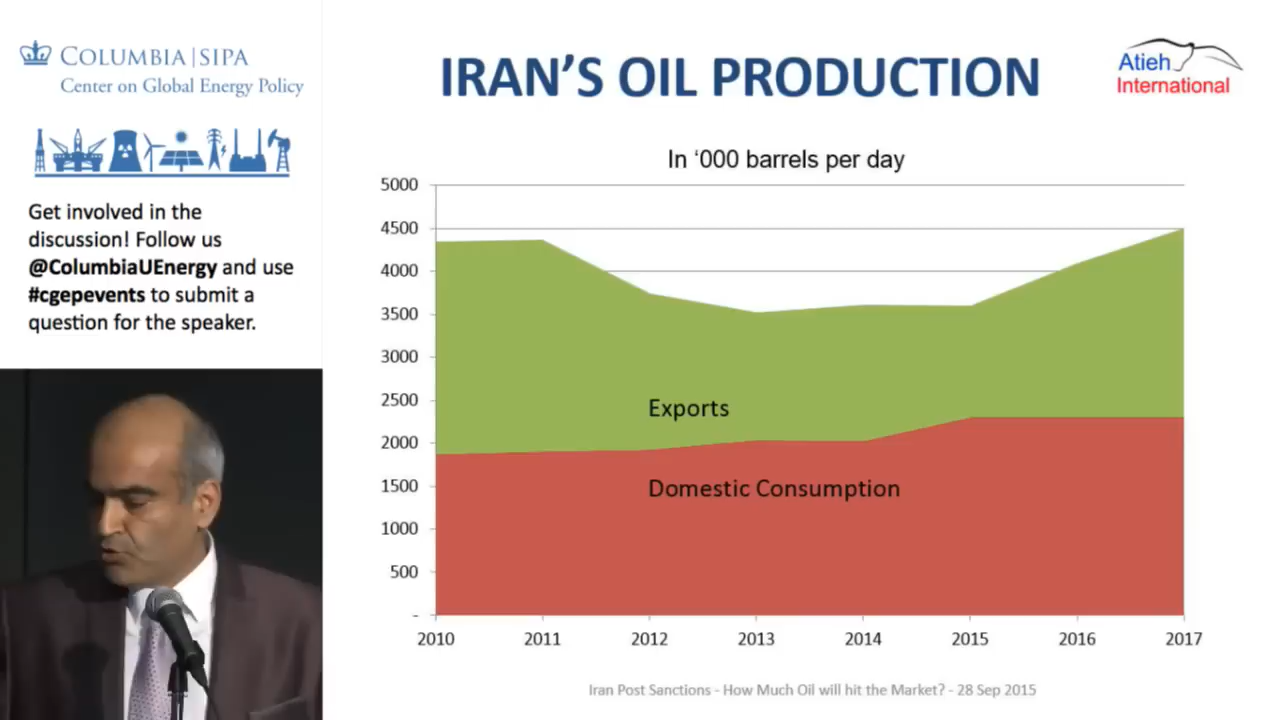 COLUMBIA | SIPA
Center on Global Energy Policy
Get involved in the
discussion! Follow us
@ColumbiaUEnergy and use
#cgepevents to submit a
question for the speaker.
IRAN'S OIL PRODUCTION
Atieh
International
In ‘000 barrels per day
5000
4500
4000
3500
3000
2500
2000
1500
1000
500
-
Exports
Domestic Consumption
2010 2011 2012 2013 2014 2015 2016 2017
Iran Post Sanctions - How Much Oil will hit the Market? - 28 Sep 2015